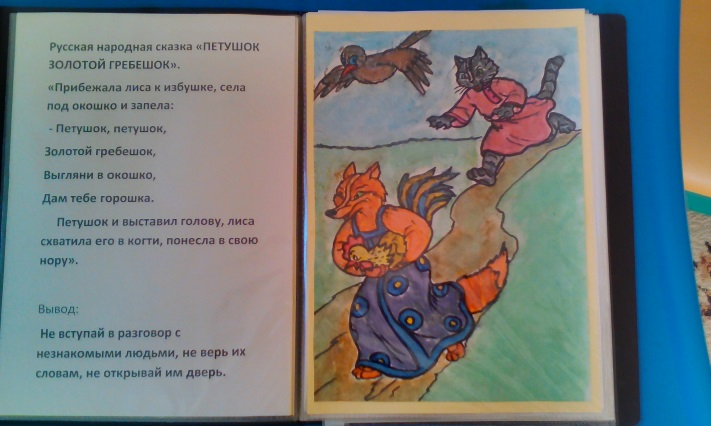 Русская народная сказка «ПЕТУШОК
ЗОЛОТОЙ ГРЕБЕШОК».
«Прибежала лиса к избушке, села
под окошко и запела:
- Петушок, петушок,
Золотой гребешок,
Выгляни в окошко,
Дам тебе горошка.
Петушок и выставил голову, лиса
схватила его в когти, понесла в свою
нору».
Вывод:
Не вступай в разговор с
незнакомыми людьми, не верь их
словам, не открывай им дверь.